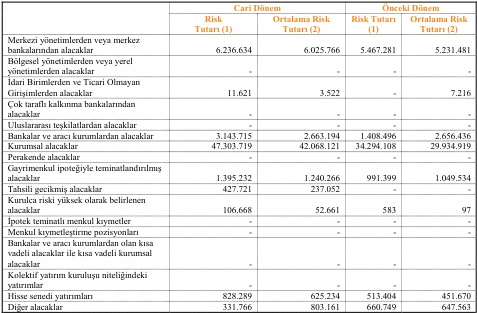 Cari Dönem Önceki Dönem
Risk Ortalama Risk Risk Tutarı Ortalama Risk
Tutarı (1) Tutarı (2) (1) Tutarı (2)
Merkezi yönetimlerden veya merkez
bankalarından alacaklar 6.236.634 6.025.766 5.467.281 5.231.481
Bölgesel yönetimlerden veya yerel
yönetimlerden alacaklar - - - -
İdari Birimlerden ve Ticari Olmayan
Girişimlerden alacaklar 11.621 3.522 - 7.216
Çok taraflı kalkınma bankalarından
alacaklar - - - -
Uluslararası teşkilatlardan alacaklar - - - -
Bankalar ve aracı kurumlardan alacaklar 3.143.715 2.663.194 1.408.496 2.656.436
Kurumsal alacaklar 47.303.719 42.068.121 34.294.108 29.934.919
Perakende alacaklar - - - -
Gayrimenkul ipoteğiyle teminatlandırılmış
alacaklar 1.395.232 1.240.266 991.399 1.049.534
Tahsili gecikmiş alacaklar 427.721 237.052 - -
Kurulca riski yüksek olarak belirlenen
alacaklar 106.668 52.661 583 97
İpotek teminatlı menkul kıymetler - - - -
Menkul kıymetleştirme pozisyonları - - - -
Bankalar ve aracı kurumlardan olan kısa
vadeli alacaklar ile kısa vadeli kurumsal
alacaklar - - - -
Kolektif yatırım kuruluşu niteliğindeki
yatırımlar - - - -
Hisse senedi yatırımları 828.289 625.234 513.404 451.670
Diğer alacaklar 331.766 803.161 660.749 647.563